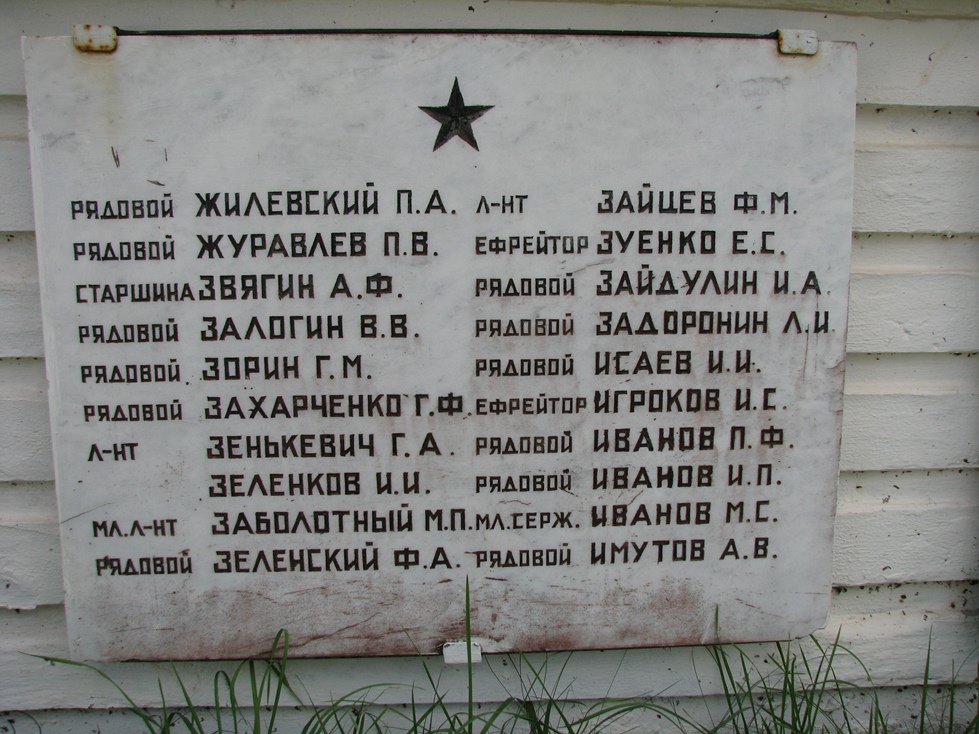 РЯДОВОЙ ЖИЛЕВСКИЙ П.А.
РЯДОВОЙ ЖУРАВЛЕВ П.В.
СТАРШИНА ЗВЯГИН А.Ф.
РЯДОВОЙ ЗАЛОГИН В.В.
РЯДОВОЙ ЗОРИН Г.М.
РЯДОВОЙ ЗАХАРЧЕНКО Г.Ф.
Л-НТ ЗЕНЬКЕВИЧ Г.А.
ЗЕЛЕНКОВ И.И.
МЛ.Л-НТ ЗАБОЛОТНЫЙ М.П.
РЯДОВОЙ ЗЕЛЕНСКИЙ Ф.А.
Л-НТ ЗАЙЦЕВ Ф.М.
ЕФРЕЙТОР ЗУЕНКО Е.С.
РЯДОВОЙ ЗАЙДУЛИН И.А.
РЯДОВОЙ ЗАДОРОНИН Л.И.
РЯДОВОЙ ИСАЕВ И.И.
ЕФРЕЙТОР ИГРОКОВ И.С.
РЯДОВОЙ ИВАНОВ П.Ф.
РЯДОВОЙ ИВАНОВ И.П.
МЛ.СЕРЖ. ИВАНОВ М.С.
РЯДОВОЙ ИМУТОВ А.В.